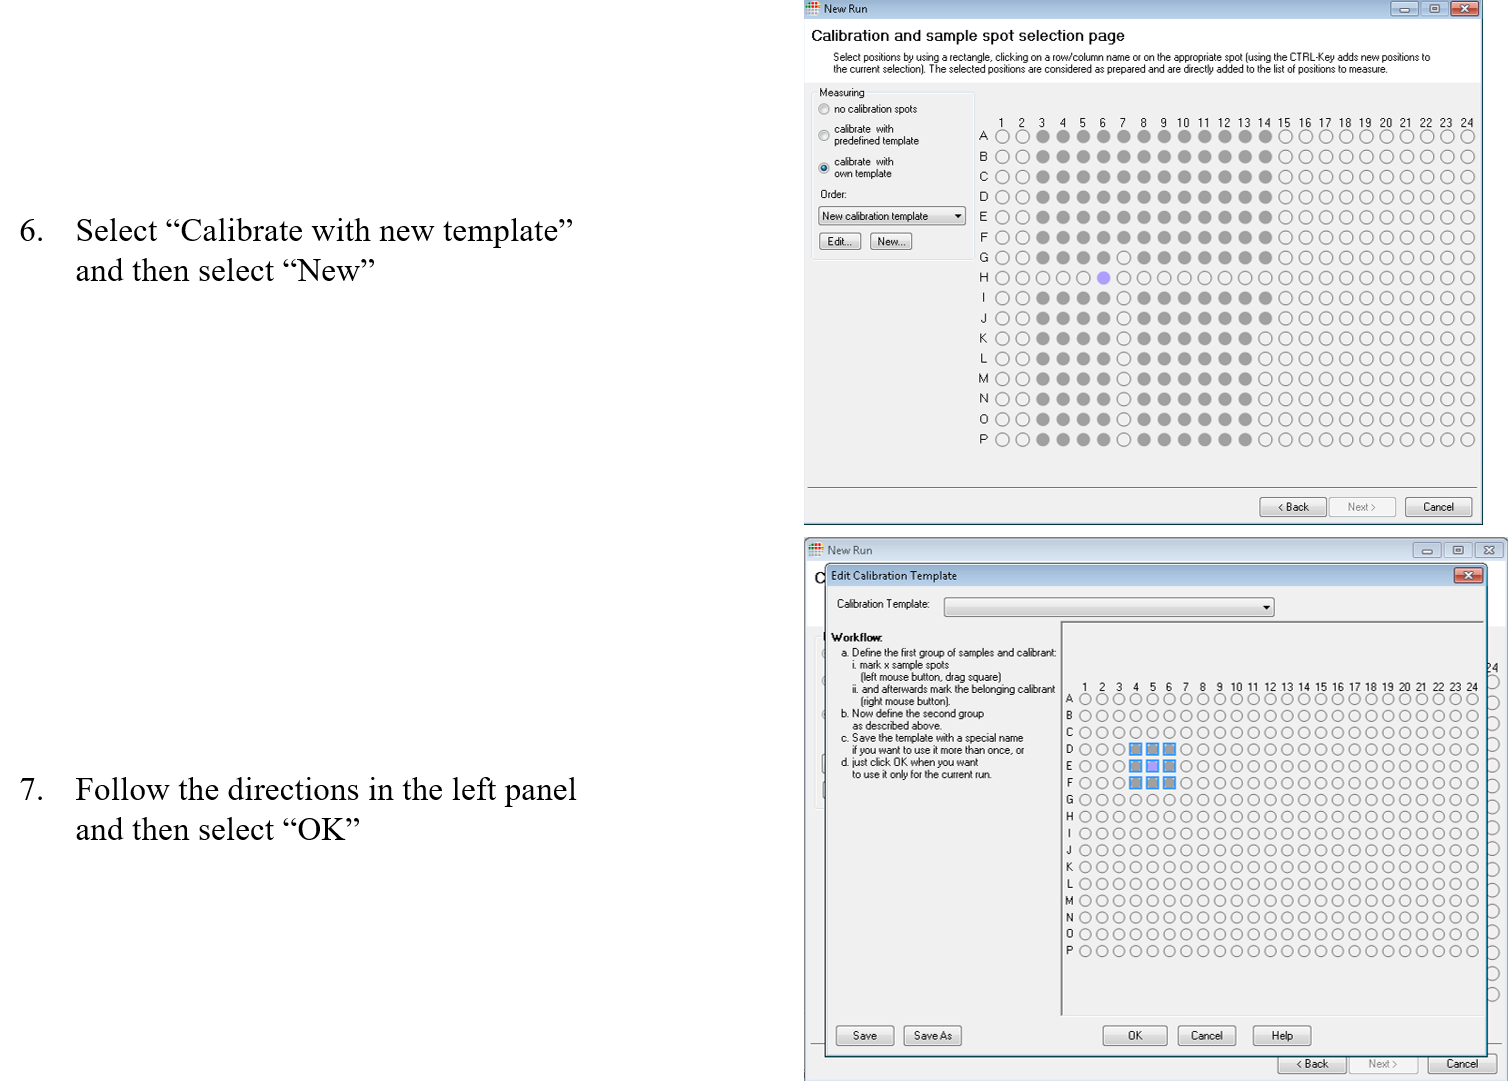 6. Select “Calibrate with new template”
and then select “New”
New Run
Calibration and sample spot selection page
Select positions by using a rectangle, clicking on a row/column name or on the appropriate spot (using the CTRL-Key adds new positions to
the current selection). The selected positions are considered as prepared and are directly added to the list of positions to measure.
Measuring
no calibration spots
calibrate with
predefined template
calibrate with
own template
Order:
New calibration template
Edit... New...
1 2 3 4 5 6 7 8 9 10 11 12 13 14 15 16 17 18 19 20 21 22 23 24
A
B
C
D
E
F
G
H
I
J
K
L
M
N
O
P
< Back Next > Cancel
7. Follow the directions in the left panel
and then select “OK”
New Run
C
Edit Calibration Template
Calibration Template:
Workflow:
a. Define the first group of samples and calibrant:
i. mark x sample spots
(left mouse button, drag square)
ii. and afterwards mark the belonging calibrant
(right mouse button).
b. Now define the second group
as described above.
c. Save the template with a special name
if you want to use it more than once, or
d. just click OK when you want
to use it only for the current run.
24
1 2 3 4 5 6 7 8 9 10 11 12 13 14 15 16 17 18 19 20 21 22 23 24
A
B
C
D
E
F
G
H
I
J
K
L
M
N
O
P
Save Save As OK Cancel Help
< Back Next > Cancel